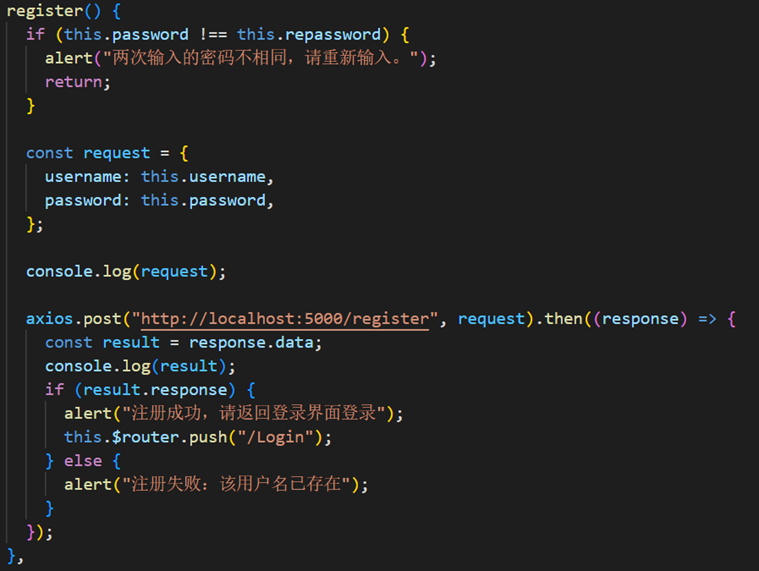 register() {
if (this.password !== this.repassword) {
alert("两次输入的密码不相同，请重新输入。");
return;
}
const request = {
username: this.username,
password: this.password,
};
console.log(request);
axios.post("http://localhost:5000/register", request).then((response) => {
const result = response.data;
console.log(result);
if (result.response) {
alert("注册成功，请返回登录界面登录");
this.$router.push("/Login");
} else {
alert("注册失败：该用户名已存在");
}
});
},